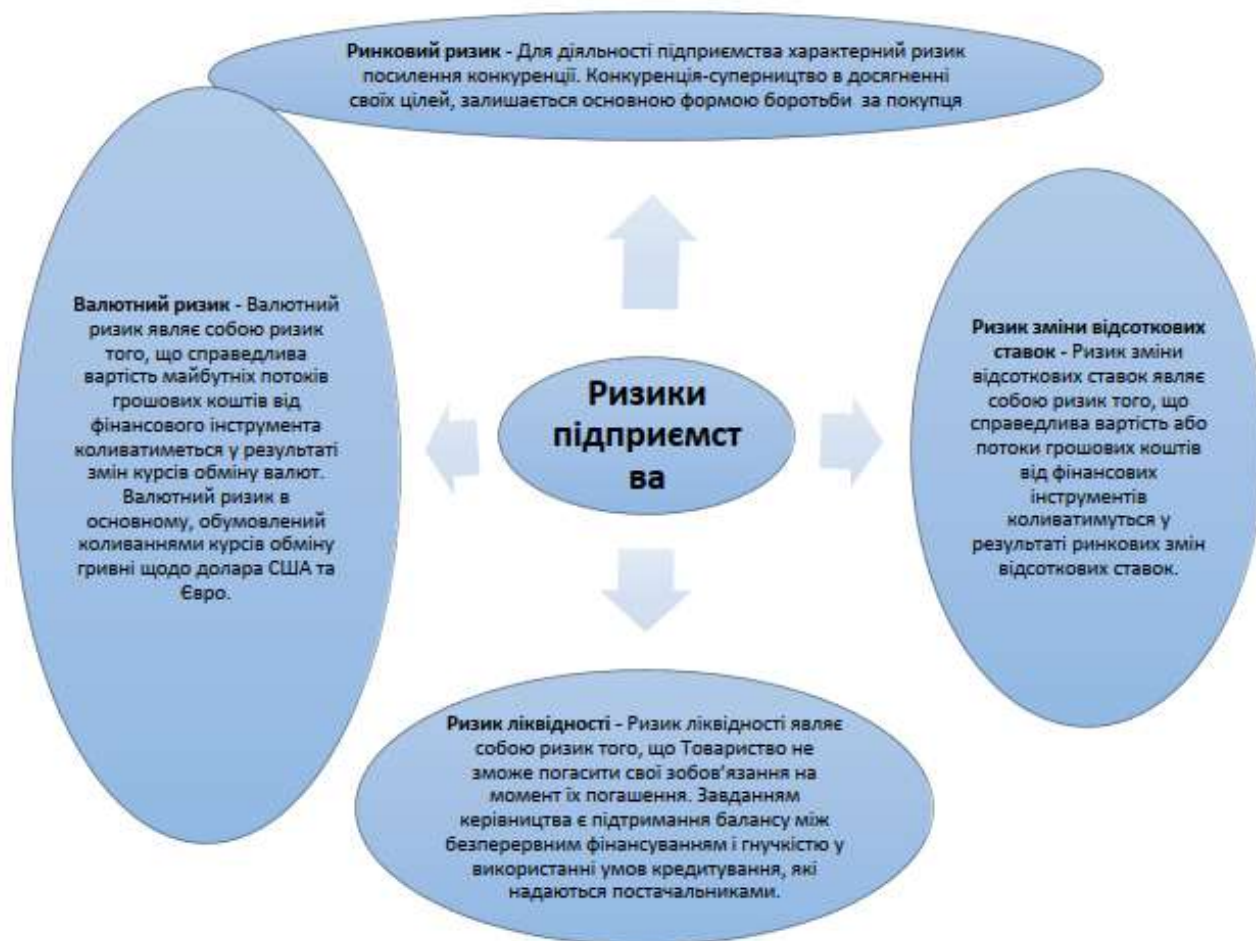 Ринковий ризик - Для діяльності підприємства характерний ризик
посилення конкуренції. Конкуренція-суперництво в досягненні
своїх цілей, залишається основною формою боротьби за покупця
Валютний ризик - Валютний
ризик являє собою ризик
того, що справедлива
вартість майбутніх потоків
грошових коштів від
фінансового інструмента
коливатиметься у результаті
змін курсів обміну валют.
Валютний ризик в
основному, обумовлений
коливаннями курсів обміну
гривні щодо долара США та
Євро.
Ризики
підприємст
ва
Ризик зміни відсоткових
ставок - Ризик зміни
відсоткових ставок являє
собою ризик того, що
справедлива вартість або
потоки грошових коштів
від фінансових
інструментів
коливатимуться у
результаті ринкових змін
відсоткових ставок.
Ризик ліквідності - Ризик ліквідності являє
собою ризик того, що Товариство не
зможе погасити свої зобов’язання на
момент їх погашення. Завданням
керівництва є підтримання балансу між
безперервним фінансуванням і гнучкістю у
використанні умов кредитування, які
надаються постачальниками.